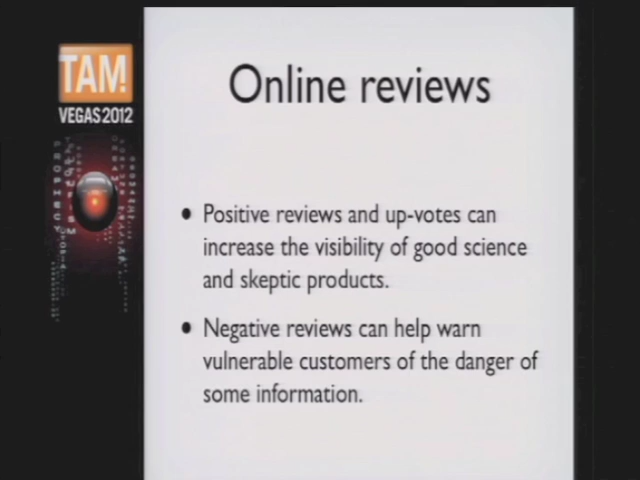 TAM!
VEGAS 2012
Online reviews
• Positive reviews and up-votes can
increase the visibility of good science
and skeptic products.
• Negative reviews can help warn
vulnerable customers of the danger of
some information.